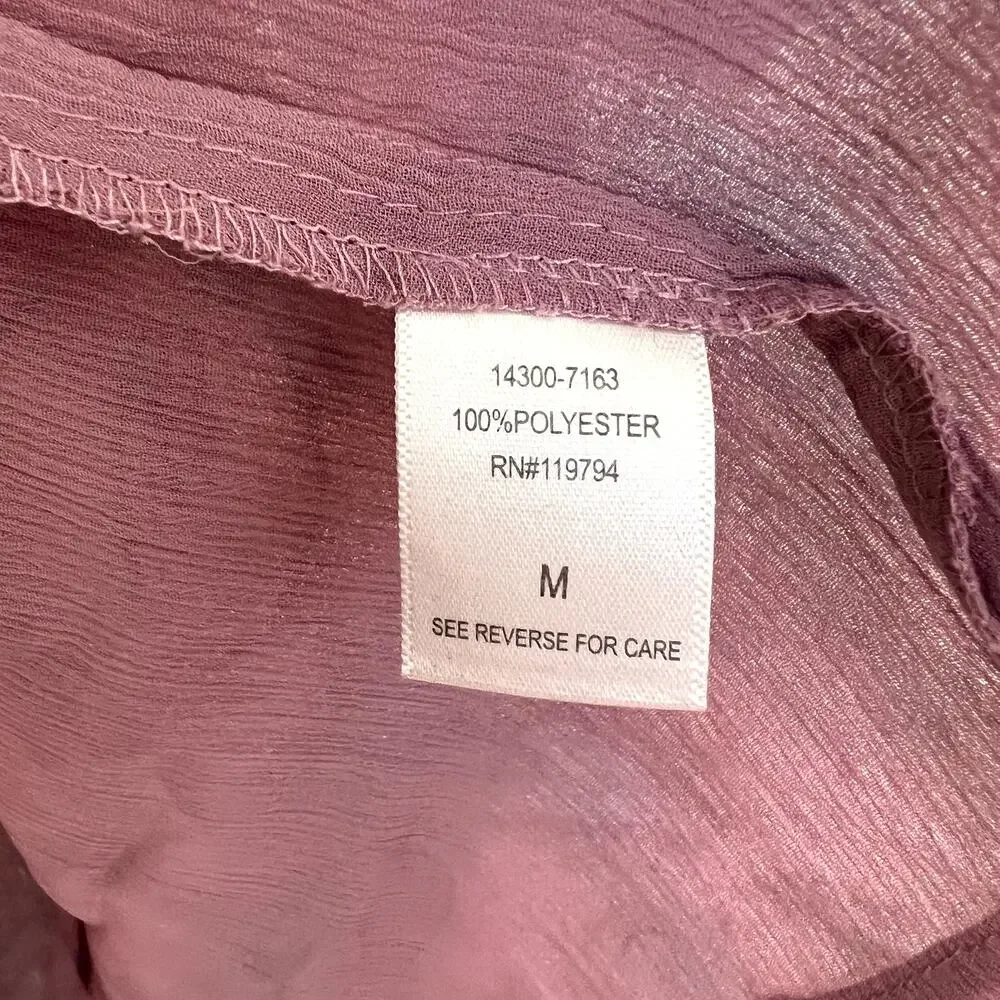 14300-7163
100%POLYESTER
RN#119794
M
SEE REVERSE FOR CARE